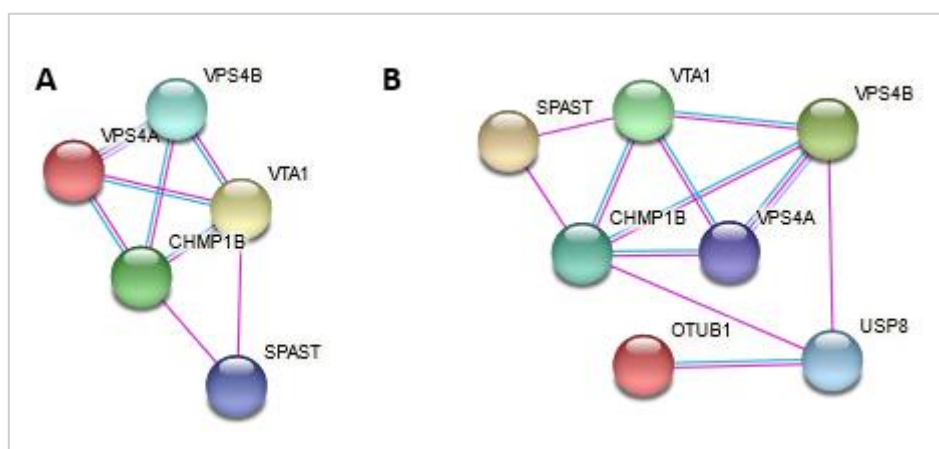 A
VPS4B
VPS4A
VTA1
CHMP1B
SPAST
B
VTA1
VPS4B
SPAST
CHMP1B
VPS4A
OTUB1
USP8